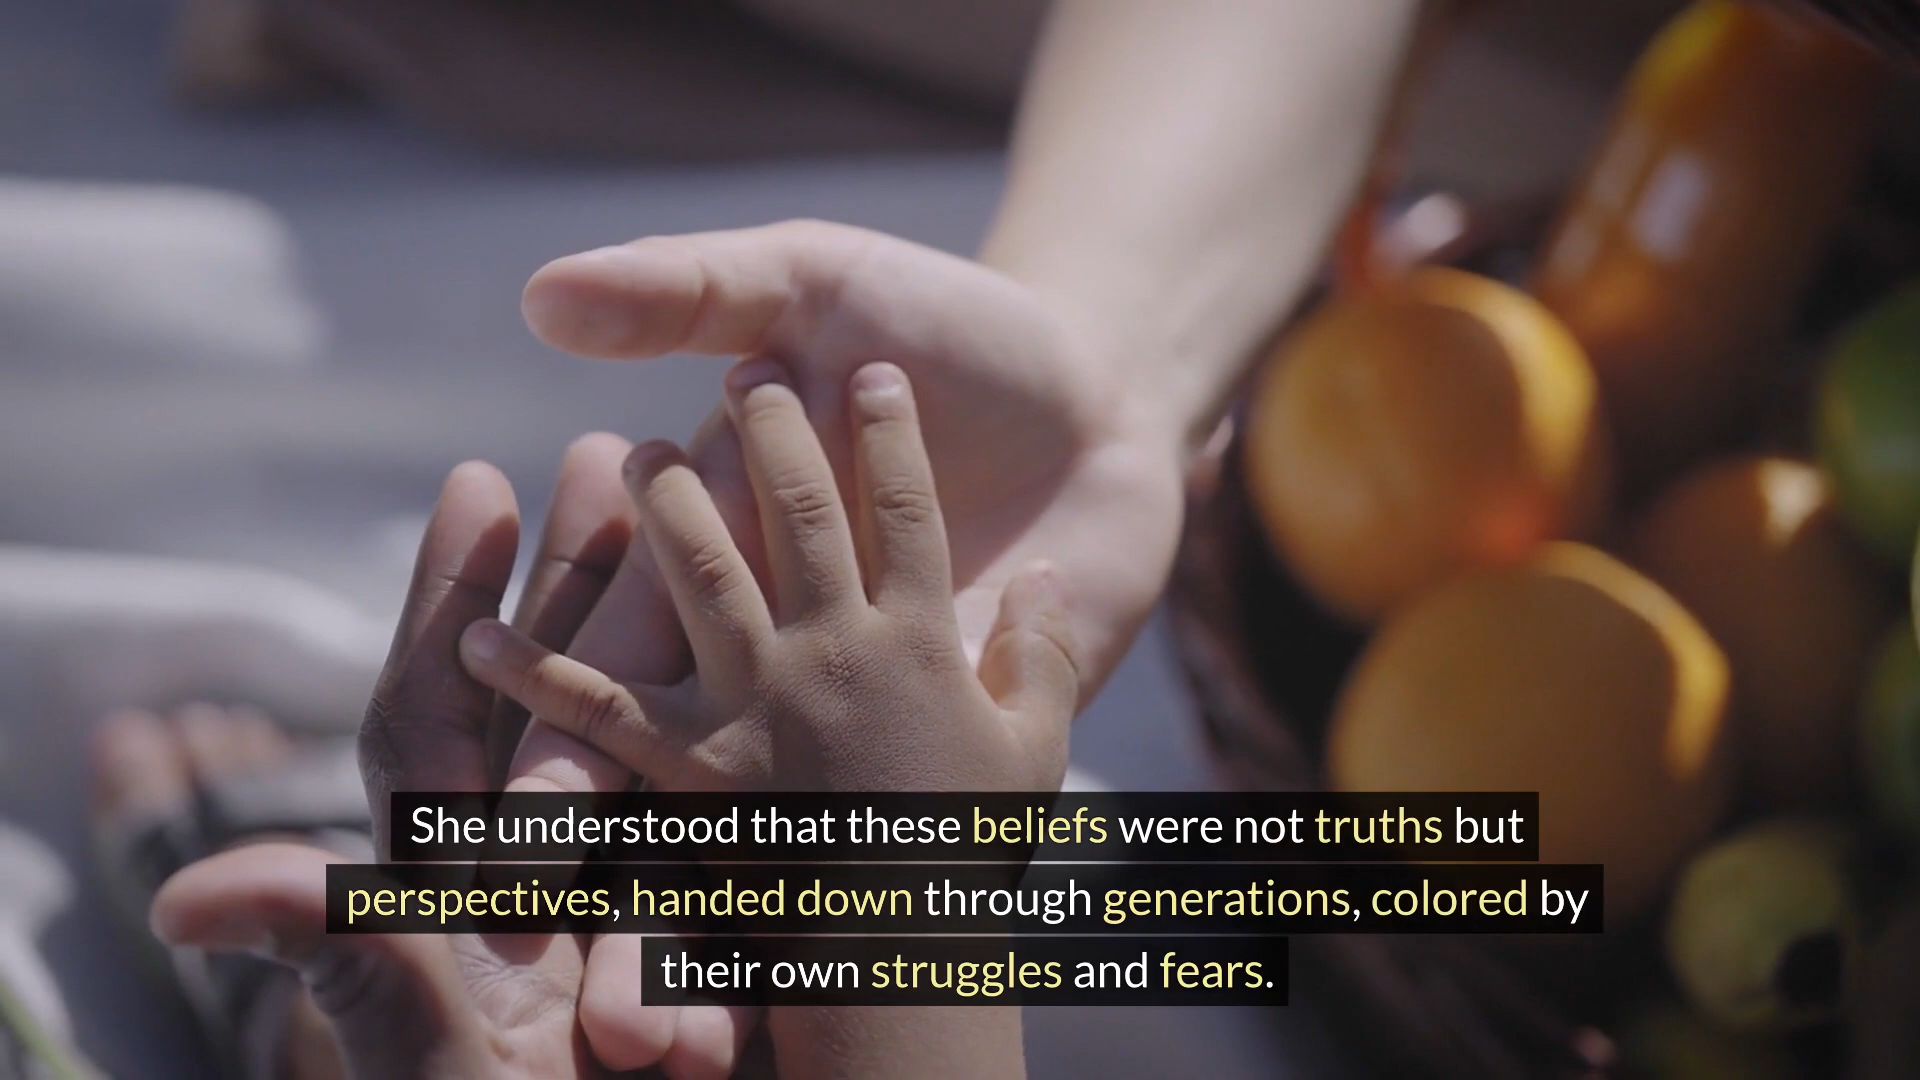 She understood that these beliefs were not truths but
perspectives, handed down through generations, colored by
their own struggles and fears.